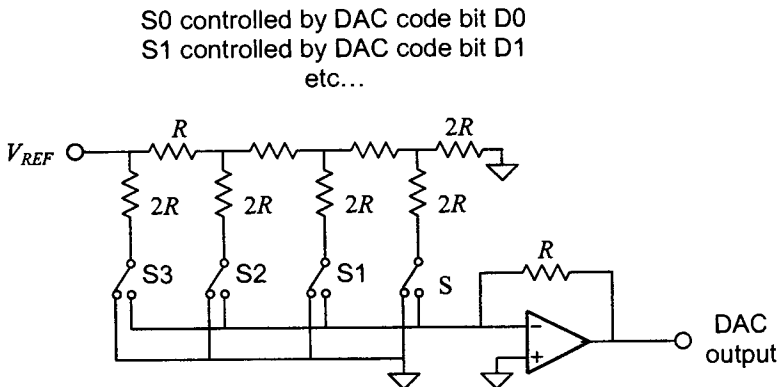 S0 controlled by DAC code bit D0
S1 controlled by DAC code bit D1
etc...
R
2R
VREF
2R 2R 2R 2R
S3 S2 S1 S
R
−
+
DAC
output